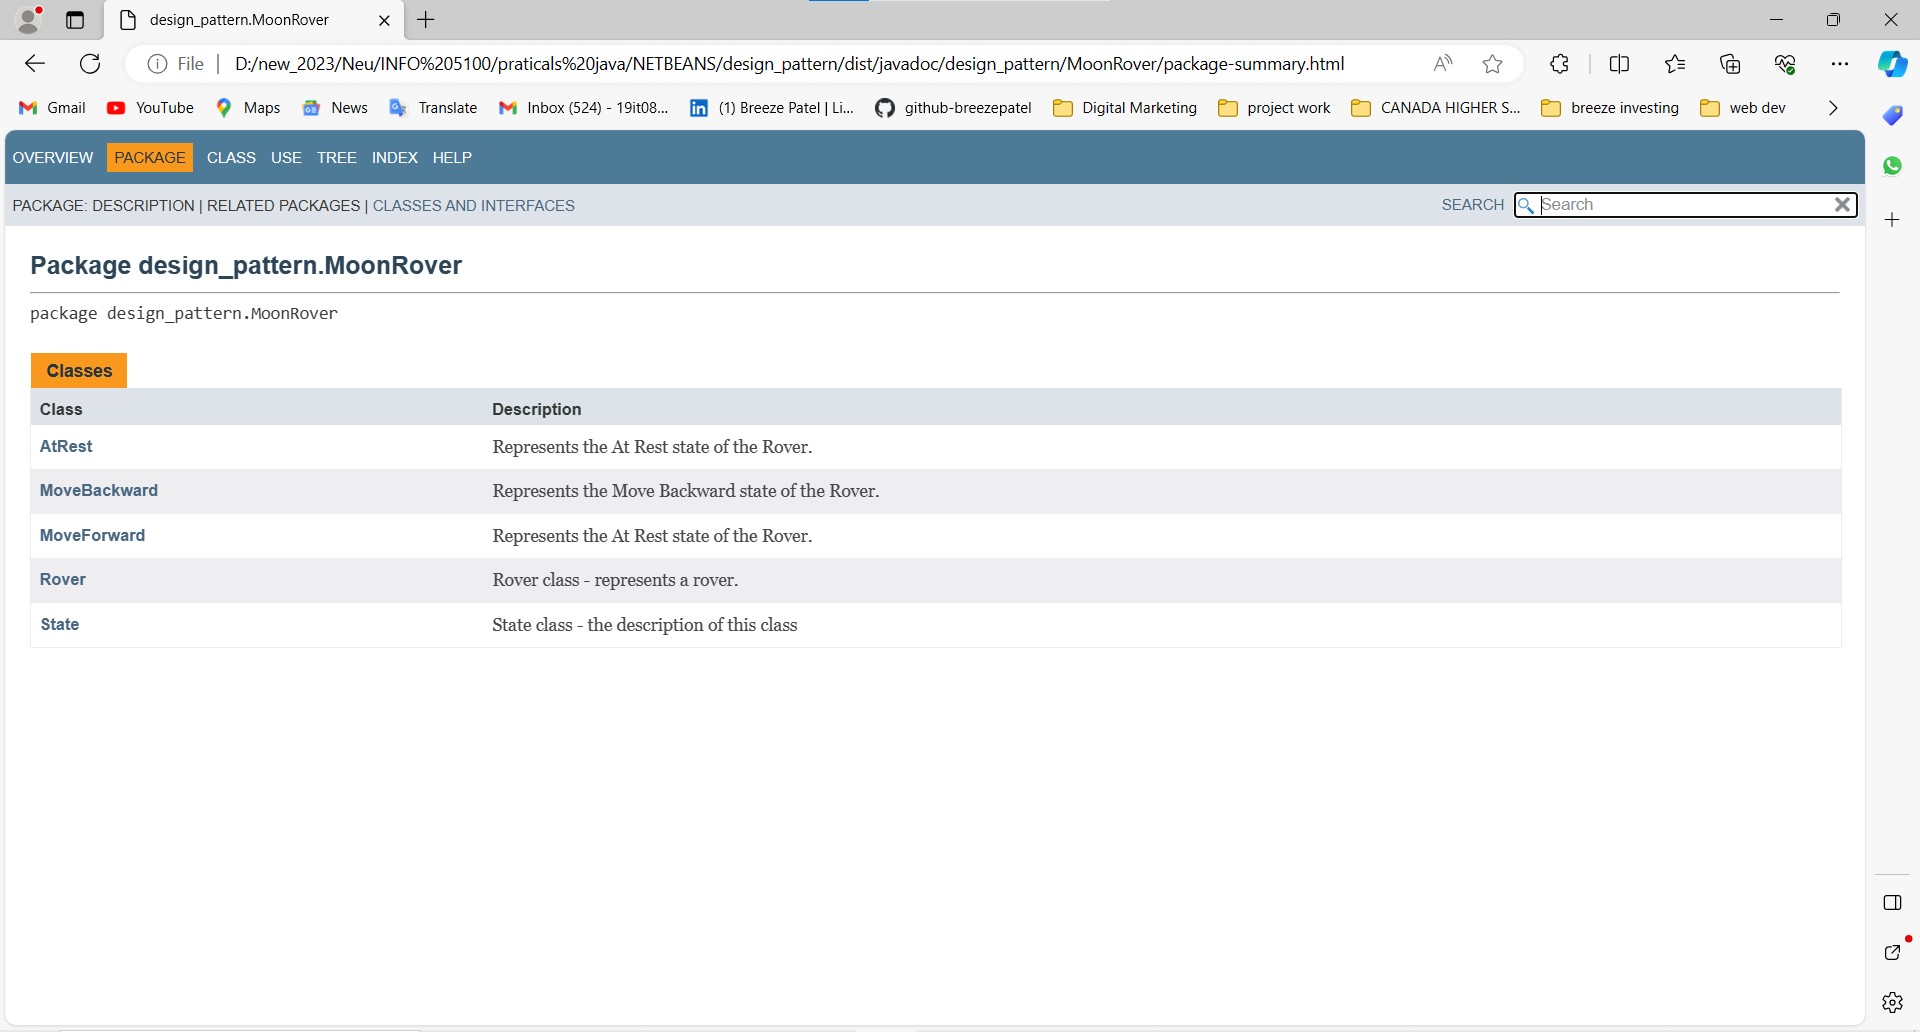 design_pattern.MoonRover
File | D:/new_2023/Neu/INFO%205100/praticals%20java/NETBEANS/design_pattern/dist/javadoc/design_pattern/MoonRover/package-summary.html
Gmail YouTube Maps News Translate Inbox (524) - 19it08... (1) Breeze Patel | Li... github-breezepatel Digital Marketing project work CANADA HIGHER S... breeze investing web dev
OVERVIEW PACKAGE CLASS USE TREE INDEX HELP
PACKAGE: DESCRIPTION | RELATED PACKAGES | CLASSES AND INTERFACES SEARCH Search
Package design_pattern.MoonRover
package design_pattern.MoonRover
Classes
Class Description
AtRest Represents the At Rest state of the Rover.
MoveBackward Represents the Move Backward state of the Rover.
MoveForward Represents the At Rest state of the Rover.
Rover Rover class - represents a rover.
State State class - the description of this class